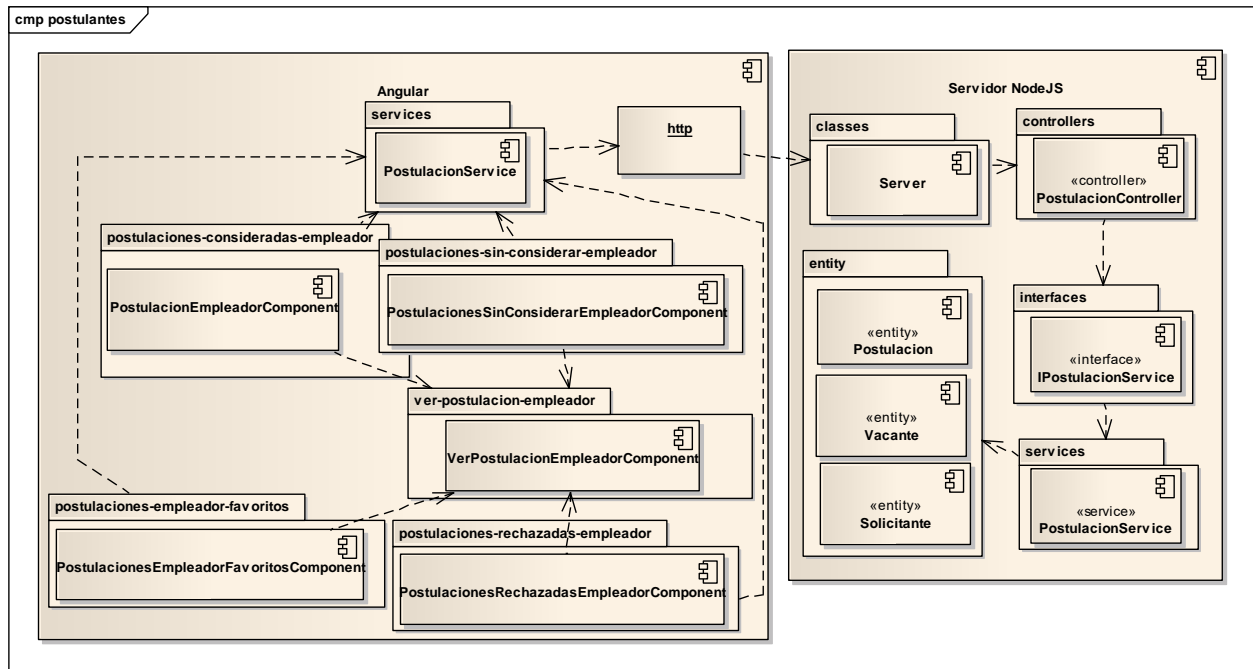 cmp postulantes
Angular
services
PostulacionService
http
postulaciones-consideradas-empleador
PostulacionEmpleadorComponent
postulaciones-sin-considerar-empleador
PostulacionesSinConsiderarEmpleadorComponent
ver-postulacion-empleador
VerPostulacionEmpleadorComponent
postulaciones-empleador-favoritos
PostulacionesEmpleadorFavoritosComponent
postulaciones-rechazadas-empleador
PostulacionesRechazadasEmpleadorComponent
Servidor NodeJS
classes
Server
controllers
«controller»
PostulacionController
entity
«entity»
Postulacion
«entity»
Vacante
«entity»
Solicitante
interfaces
«interface»
IPostulacionService
services
«service»
PostulacionService